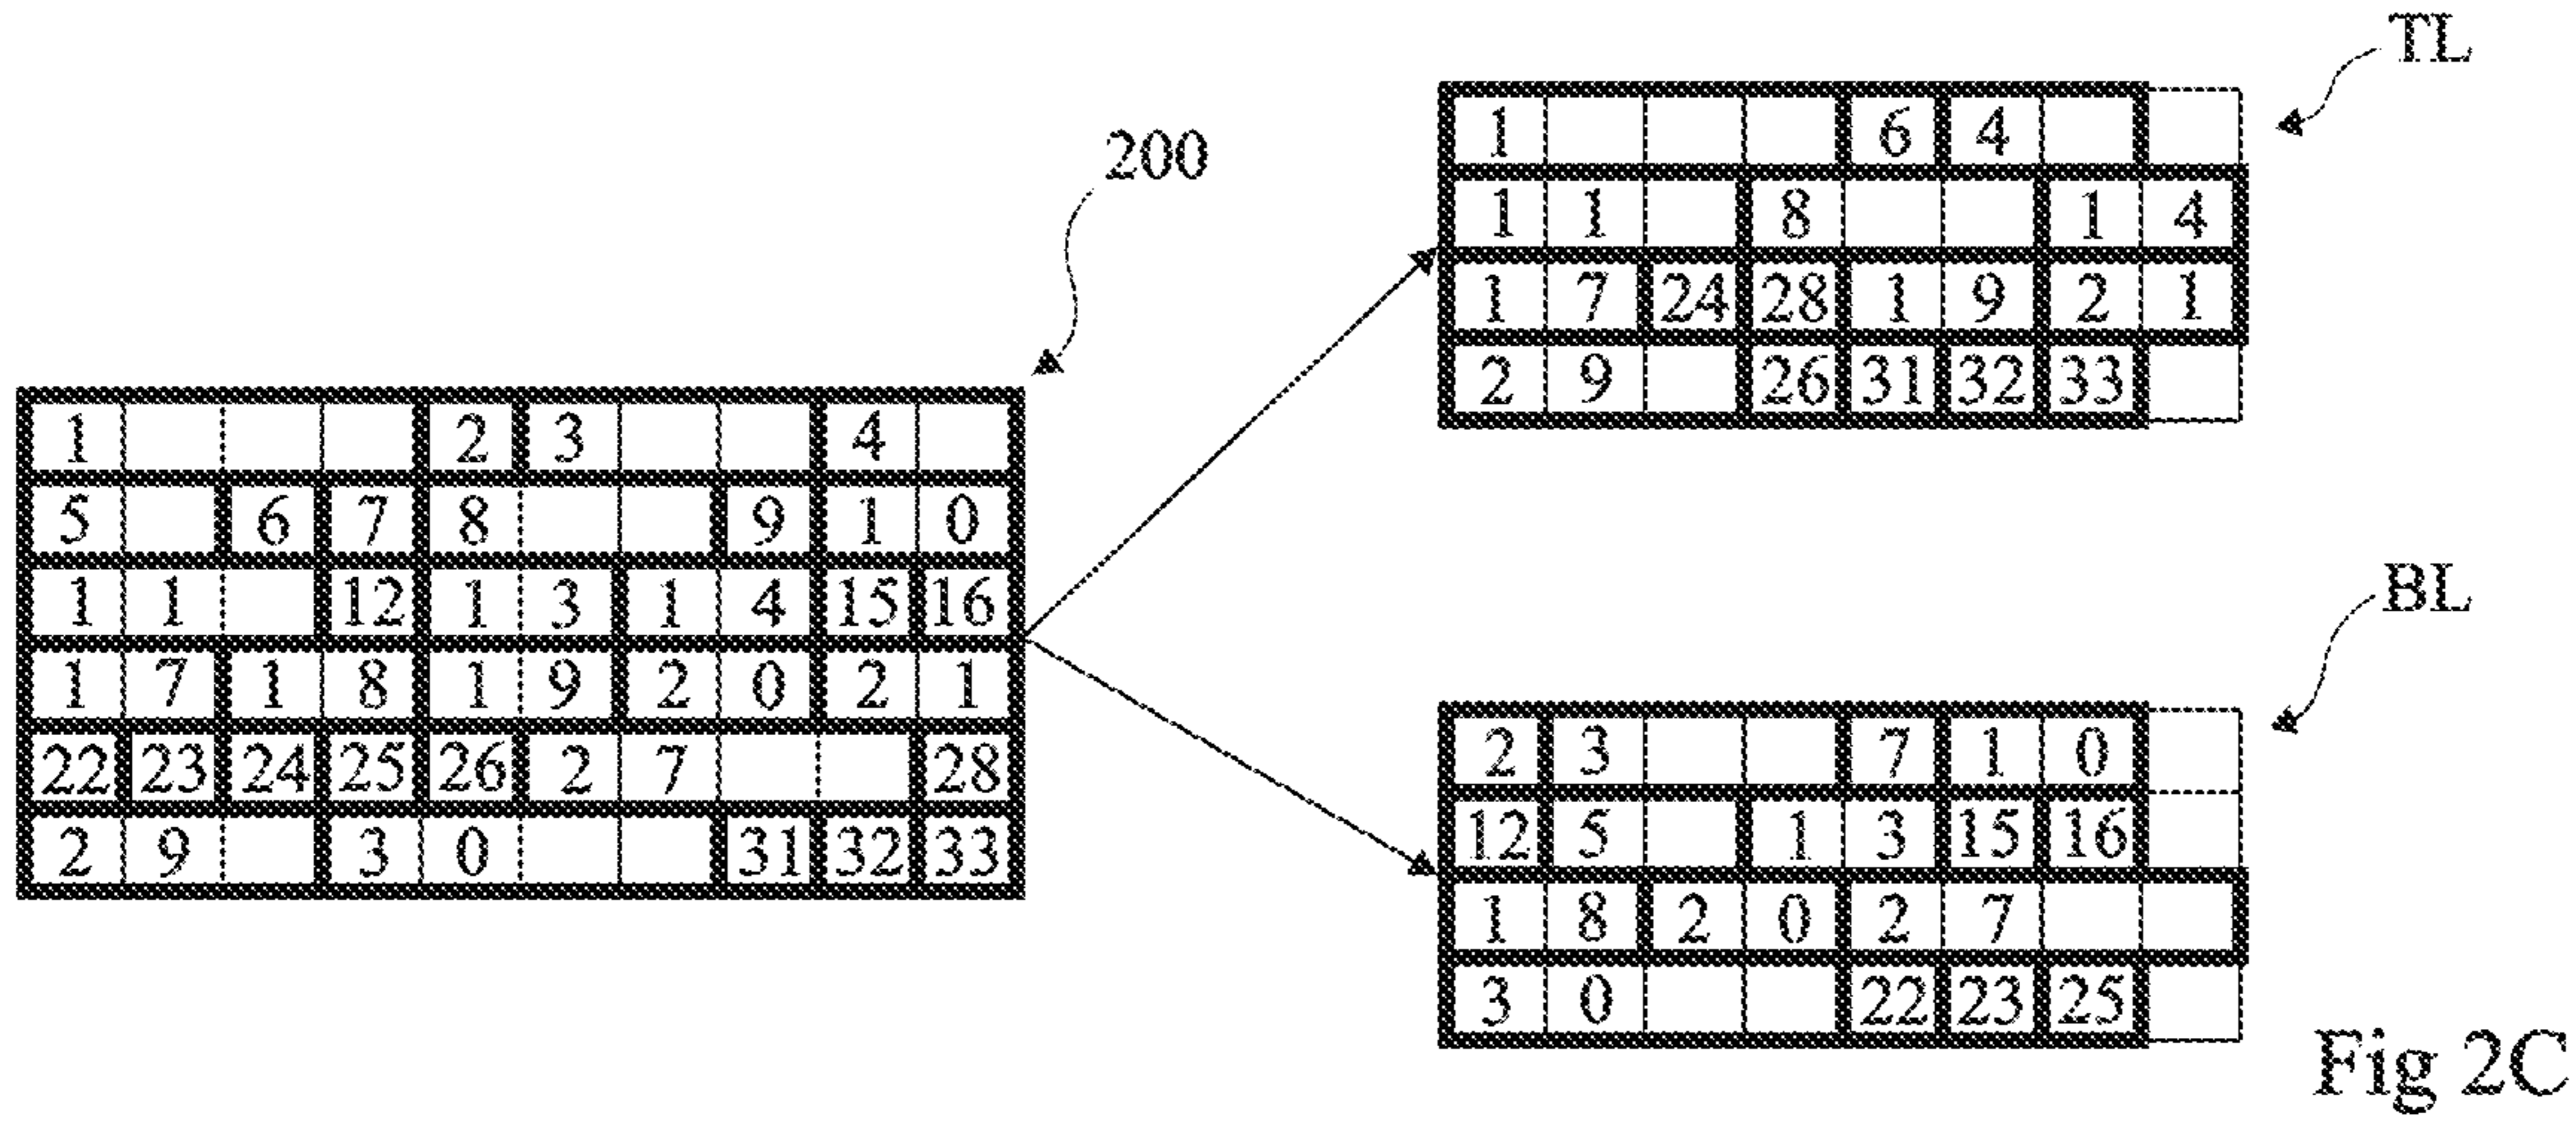 TL
1 6 4
200
1 1 8 1 4
1 7 24 28 1 9 2 1
2 9 26 31 32 33
1 2 3 4
5 6 7 8 9 1 0
1 1 12 1 3 1 4 15 16
BL
1 7 1 8 1 9 2 0 2 1
2 3 7 1 0
22 23 24 25 26 2 7 28
12 5 1 3 15 16
2 9 3 0 31 32 33
1 8 2 0 2 7
3 0 22 23 25
Fig 2C